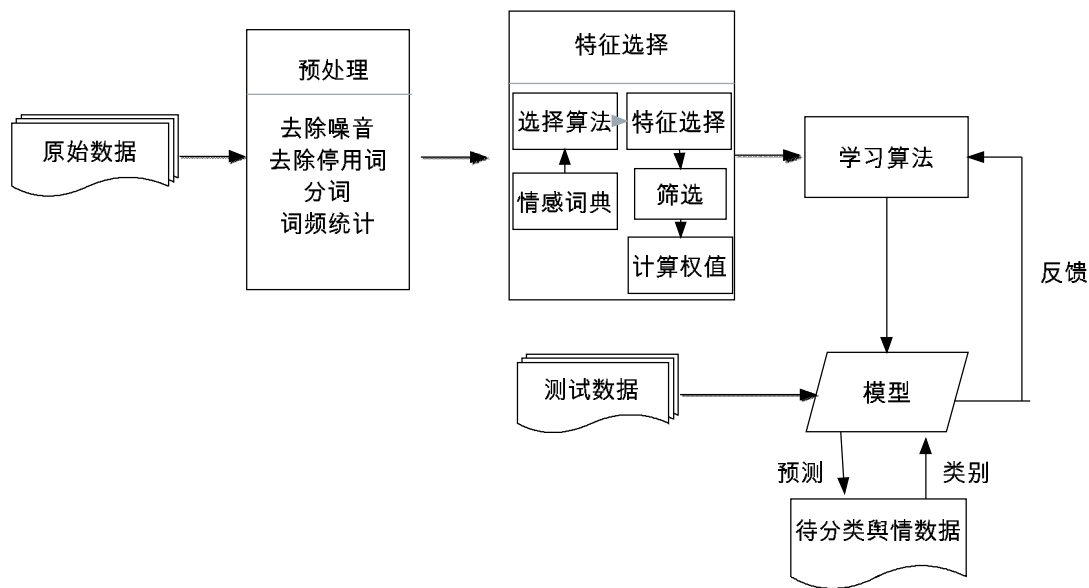 原始数据
预处理
去除噪音
去除停用词
分词
词频统计
特征选择
选择算法
特征选择
情感词典
筛选
计算权值
学习算法
反馈
测试数据
模型
预测
类别
待分类舆情数据